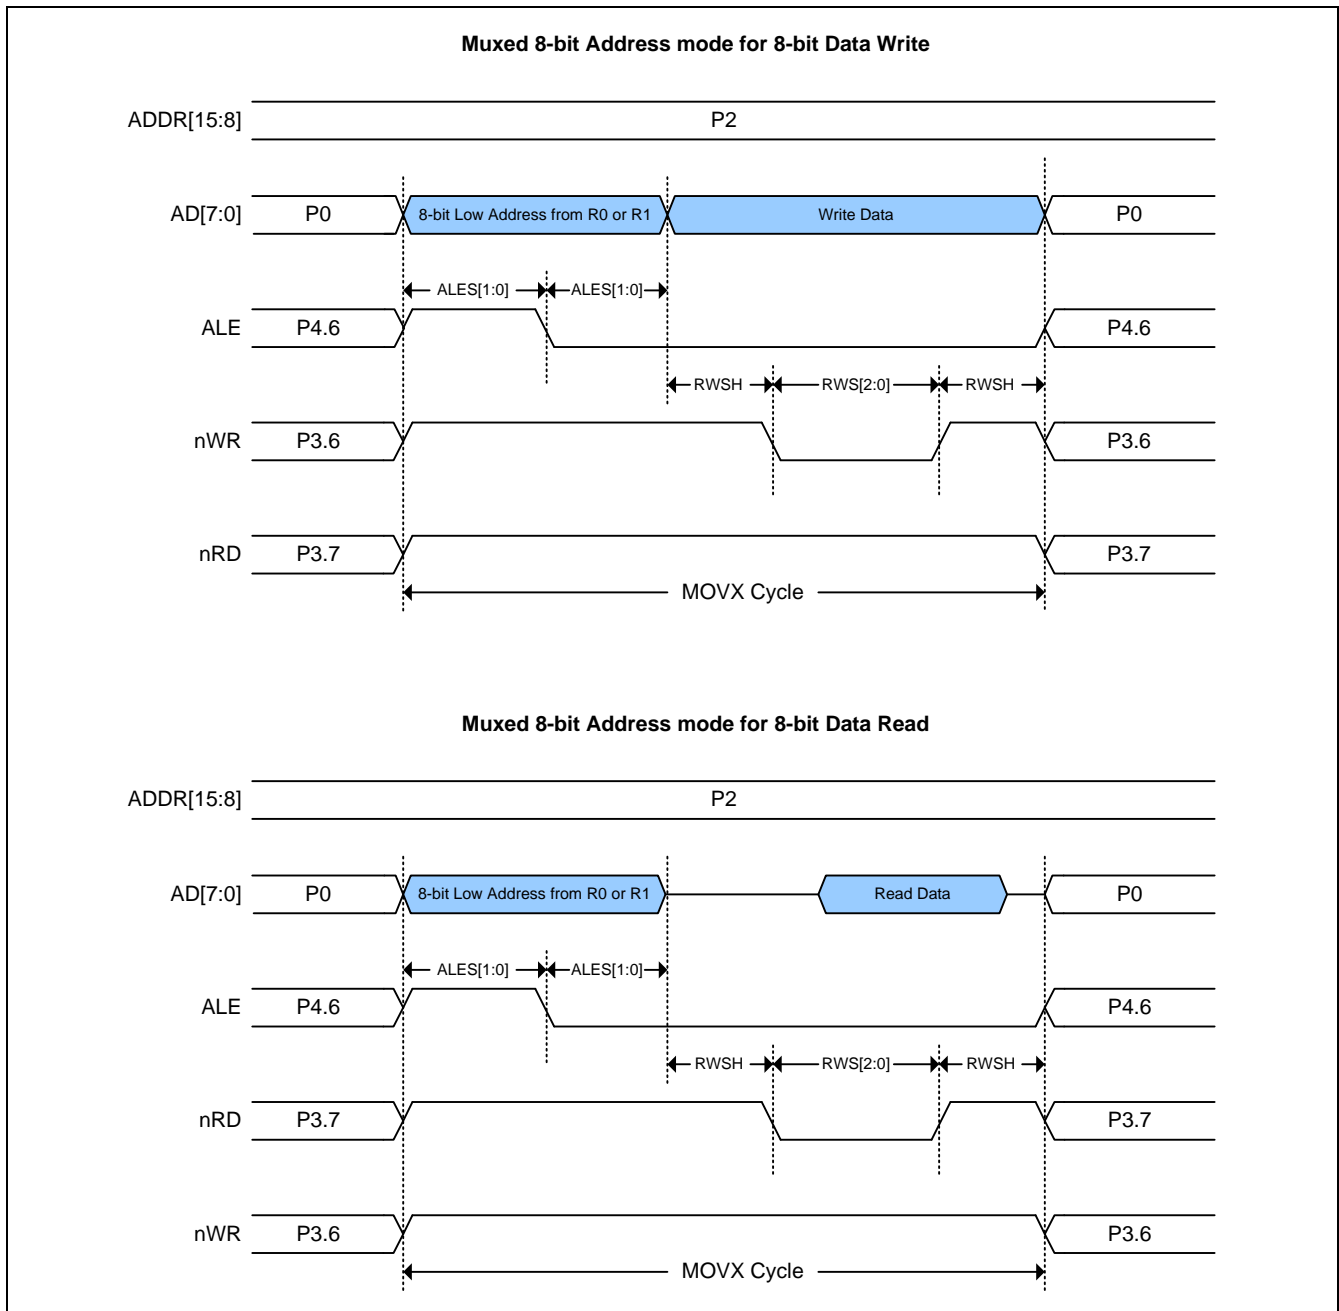 Muxed 8-bit Address mode for 8-bit Data Write
ADDR[15:8] P2
AD[7:0] P0 8-bit Low Address from R0 or R1 Write Data P0
ALES[1:0] ALES[1:0]
ALE P4.6 P4.6
RWSH RWS[2:0] RWSH
nWR P3.6 P3.6
nRD P3.7 P3.7
MOVX Cycle
Muxed 8-bit Address mode for 8-bit Data Read
ADDR[15:8] P2
AD[7:0] P0 8-bit Low Address from R0 or R1 Read Data P0
ALES[1:0] ALES[1:0]
ALE P4.6 P4.6
RWSH RWS[2:0] RWSH
nRD P3.7 P3.7
nWR P3.6 P3.6
MOVX Cycle